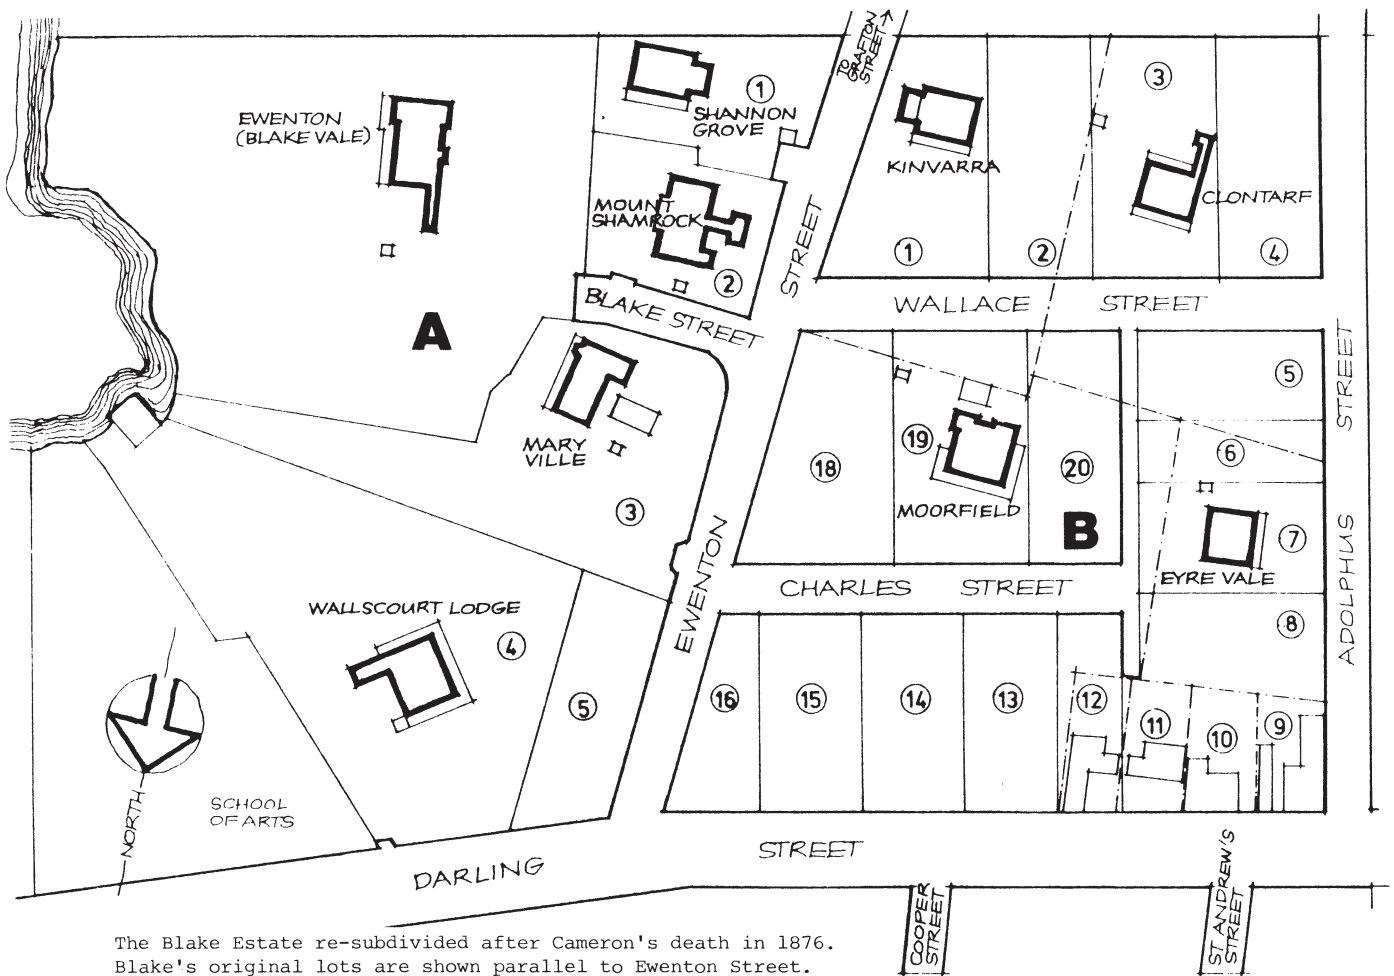 TO GRAFTON
STREET
EWENTON
(BLAKE VALE)
A
SHANNON
GROVE
1
MOUNT
SHAMROCK
2
BLAKE STREET
MARY
VILLE
3
WALLSCOURT LODGE
4
5
SCHOOL
OF ARTS
NORTH
EWENTON
STREET
KINVARRA
1
2
3
CLONTARF
4
WALLACE STREET
18
19
MOORFIELD
20
B
5
6
7
EYRE VALE
8
CHARLES STREET
16
15
14
13
12
11
10
9
ADOLPHUS STREET
DARLING STREET
COOPER
STREET
ST ANDREW'S
STREET
The Blake Estate re-subdivided after Cameron's death in 1876.
Blake's original lots are shown parallel to Ewenton Street.